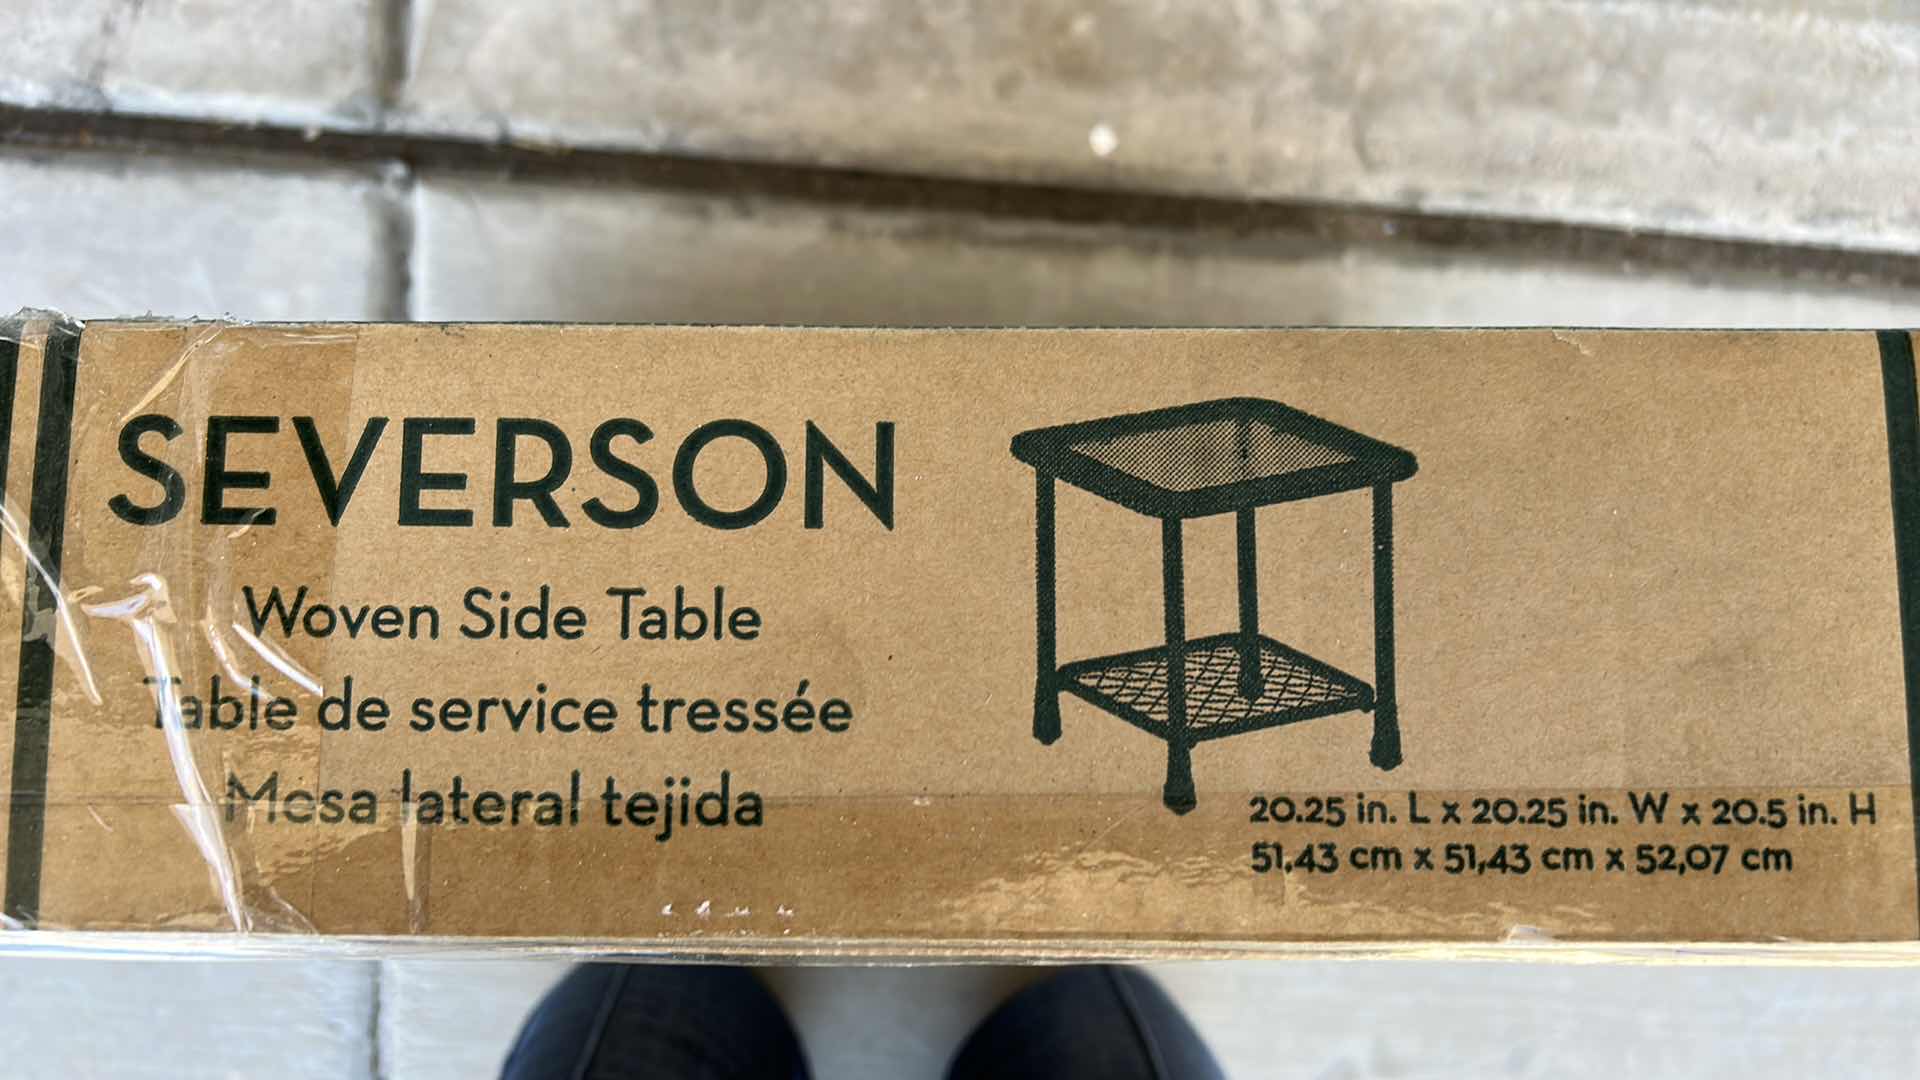 SEVERSON
Woven Side Table
Table de service tressée
Mesa lateral tejida
20.25 in. L x 20.25 in. W x 20.5 in. H
51,43 cm x 51,43 cm x 52,07 cm